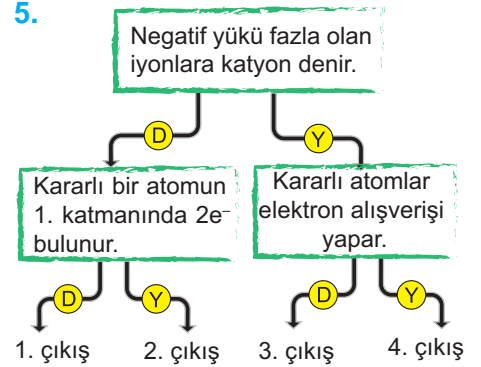 5.
Negatif yükü fazla olan
iyonlara katyon denir.
D
Y
Kararlı bir atomun
1. katmanında 2e⁻
bulunur.
Kararlı atomlar
elektron alışverişi
yapar.
D
Y
D
Y
1. çıkış
2. çıkış
3. çıkış
4. çıkış